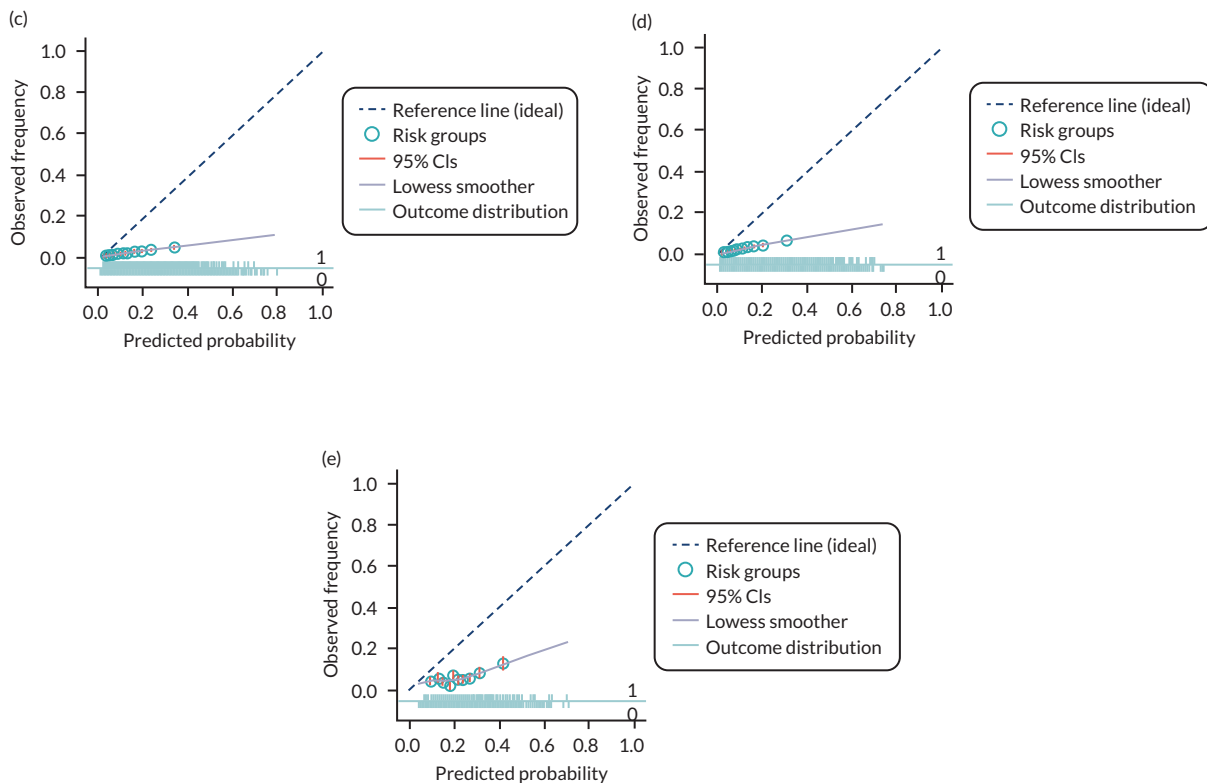 (c)
1.0
0.8
0.6
0.4
0.2
0.0
Observed frequency
0.0 0.2 0.4 0.6 0.8 1.0
Predicted probability
1
0
Reference line (ideal)
Risk groups
95% CIs
Lowess smoother
Outcome distribution
(d)
1.0
0.8
0.6
0.4
0.2
0.0
Observed frequency
0.0 0.2 0.4 0.6 0.8 1.0
Predicted probability
1
0
Reference line (ideal)
Risk groups
95% CIs
Lowess smoother
Outcome distribution
(e)
1.0
0.8
0.6
0.4
0.2
0.0
Observed frequency
0.0 0.2 0.4 0.6 0.8 1.0
Predicted probability
1
0
Reference line (ideal)
Risk groups
95% CIs
Lowess smoother
Outcome distribution